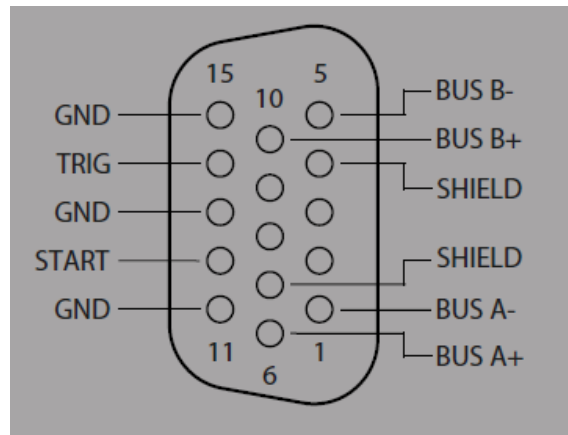 15
5
10
GND
BUS B-
BUS B+
TRIG
SHIELD
GND
START
SHIELD
GND
BUS A-
11
1
BUS A+
6